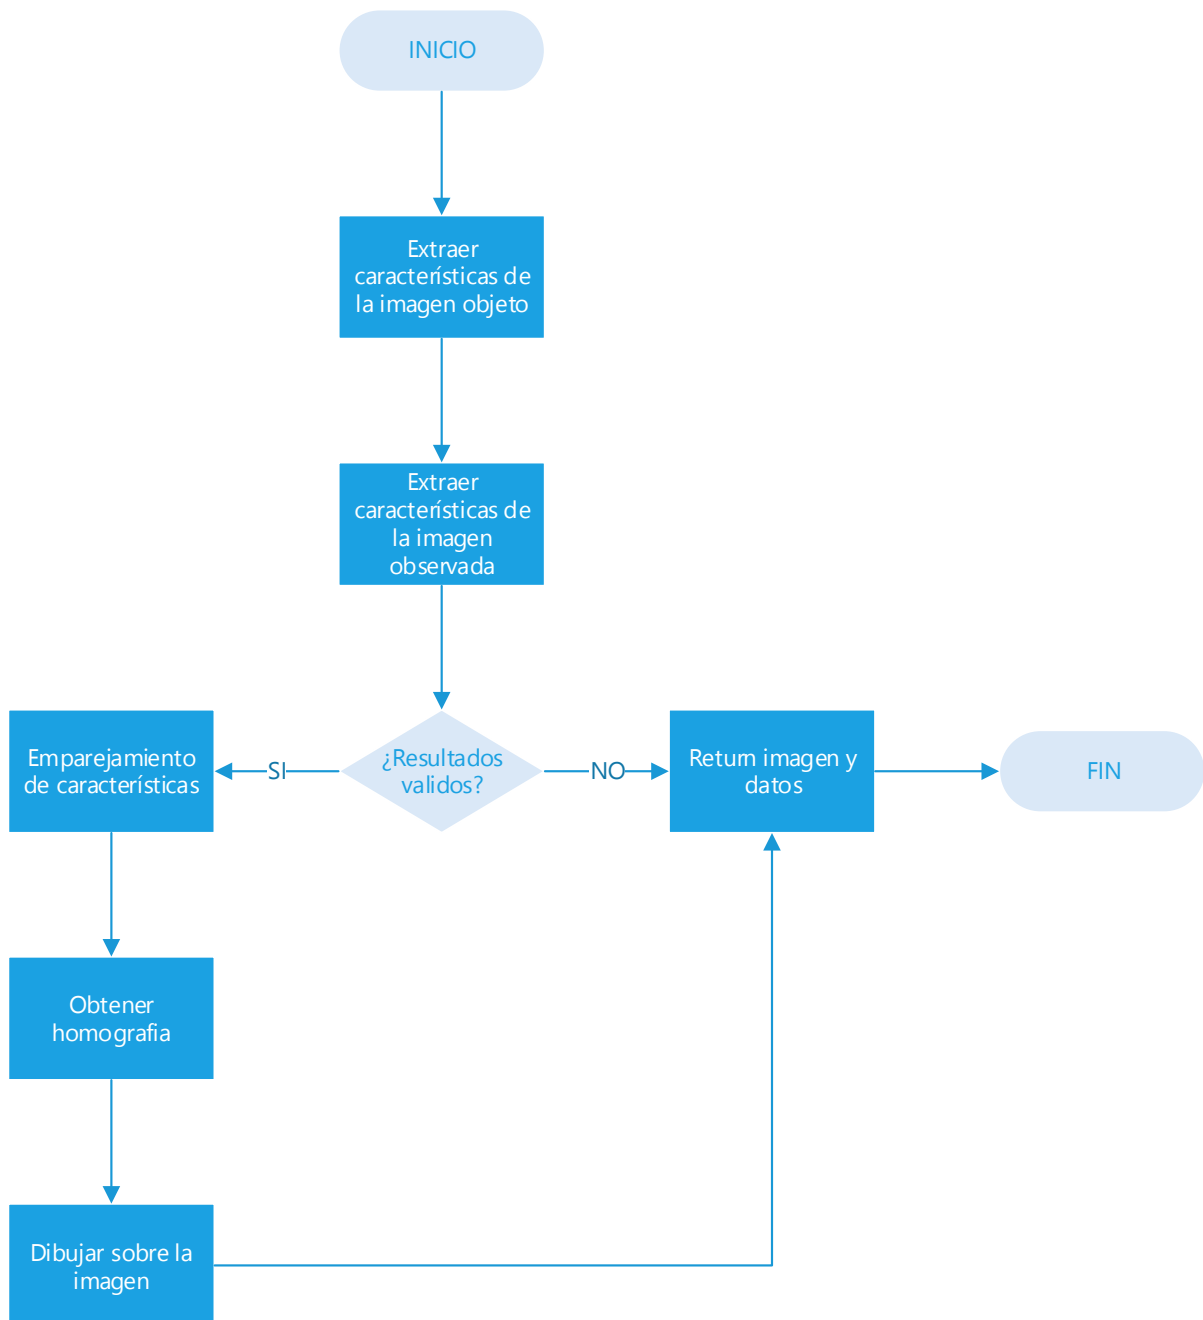 INICIO
Extraer
características de
la imagen objeto
Extraer
características de
la imagen
observada
¿Resultados
validos?
SI
NO
Emparejamiento
de características
Return imagen y
datos
FIN
Obtener
homografia
Dibujar sobre la
imagen